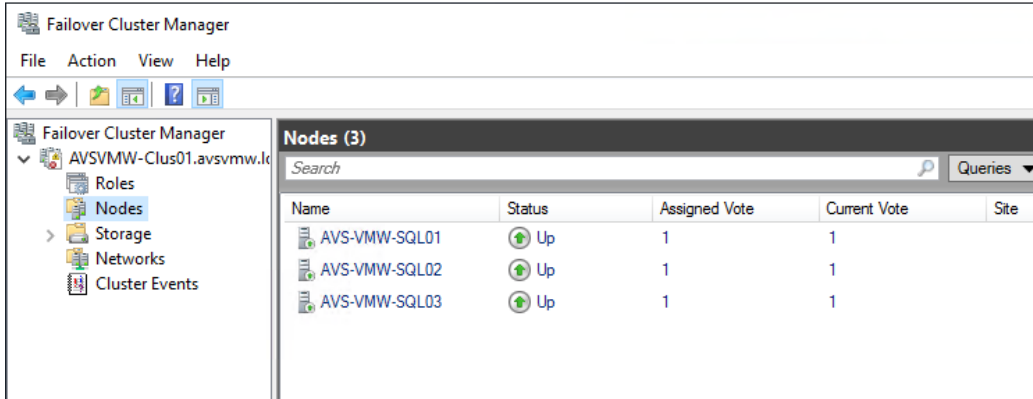 Failover Cluster Manager
File Action View Help
Failover Cluster Manager
AVSVMW-Clus01.avsvmw.lo
Roles
Nodes
Storage
Networks
Cluster Events
Nodes (3)
Search
Queries
Name Status Assigned Vote Current Vote Site
AVS-VMW-SQL01 Up 1 1
AVS-VMW-SQL02 Up 1 1
AVS-VMW-SQL03 Up 1 1